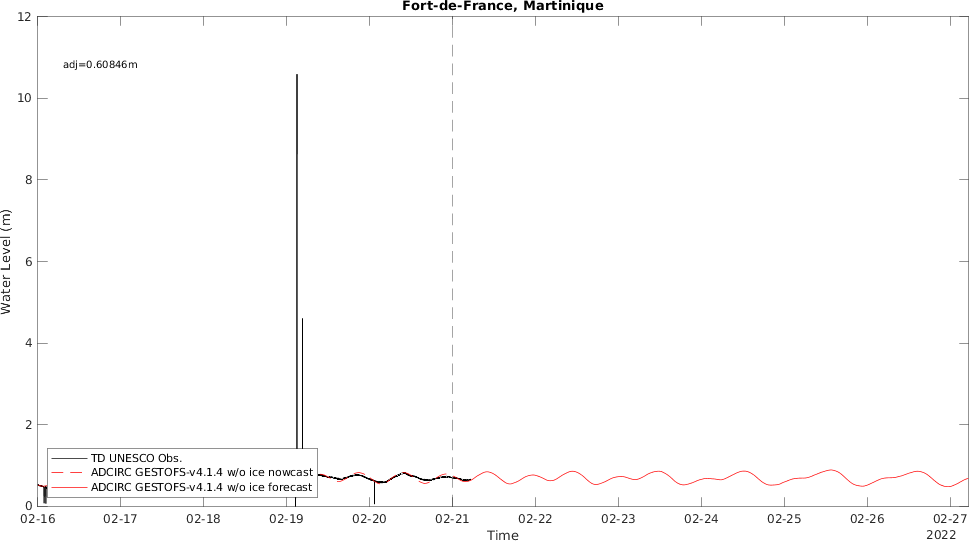 Fort-de-France, Martinique
12
adj=0.60846m
10
8
6
4
2
0
Water Level (m)
TD UNESCO Obs.
ADCIRC GESTOFS-v4.1.4 w/o ice nowcast
ADCIRC GESTOFS-v4.1.4 w/o ice forecast
02-16 02-17 02-18 02-19 02-20 02-21 02-22 02-23 02-24 02-25 02-26 02-27
Time
2022